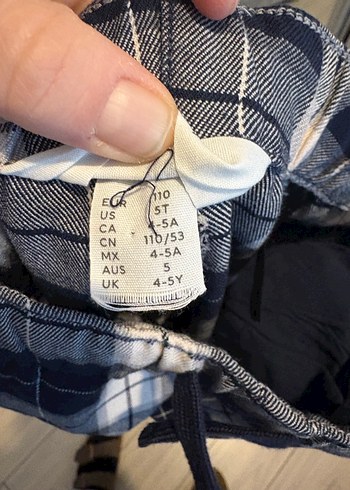 EUR 110
US 5T
CA 4-5A
CN 110/53
MX 4-5A
AUS 5
UK 4-5Y